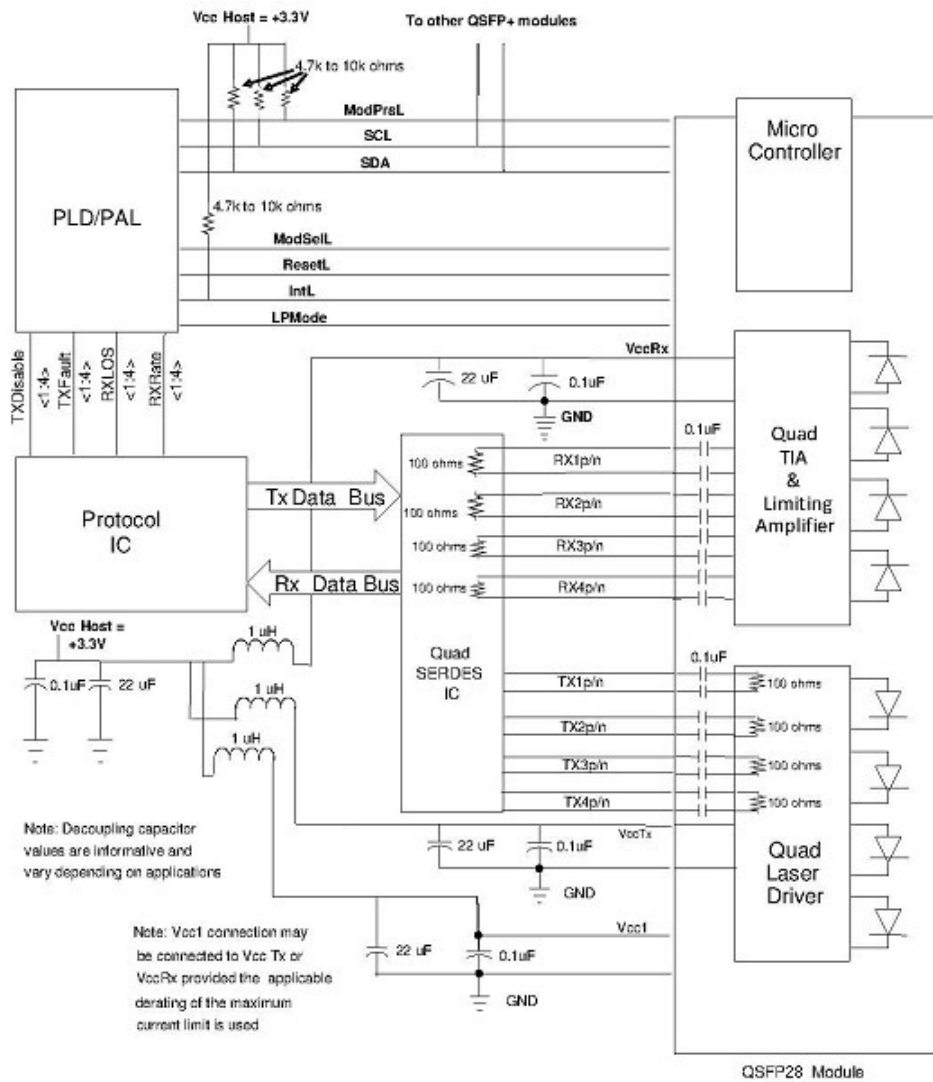 Vcc Host = +3.3V
To other QSFP+ modules
4.7k to 10k ohms
ModPrsL
SCL
SDA
Micro
Controller
PLD/PAL
4.7k to 10k ohms
ModSelL
ResetL
IntL
LPMode
TXDisable
<1:4>
TXFault
<1:4>
RXLOS
<1:4>
RXRate
<1:4>
VccRx
22 uF
0.1uF
GND
0.1uF
Quad
TIA
&
Limiting
Amplifier
100 ohms
RX1p/n
100 ohms
RX2p/n
100 ohms
RX3p/n
100 ohms
RX4p/n
Protocol
IC
Tx Data Bus
Rx Data Bus
Vcc Host =
+3.3V
0.1uF
22 uF
1 uH
1 uH
1 uH
Quad
SERDES
IC
0.1uF
TX1p/n
100 ohms
TX2p/n
100 ohms
TX3p/n
100 ohms
TX4p/n
100 ohms
VccTx
22 uF
0.1uF
GND
Quad
Laser
Driver
Note: Decoupling capacitor
values are informative and
vary depending on applications
Vcc1
22 uF
0.1uF
GND
Note: Vcc1 connection may
be connected to Vcc Tx or
VccRx provided the applicable
derating of the maximum
current limit is used
QSFP28 Module